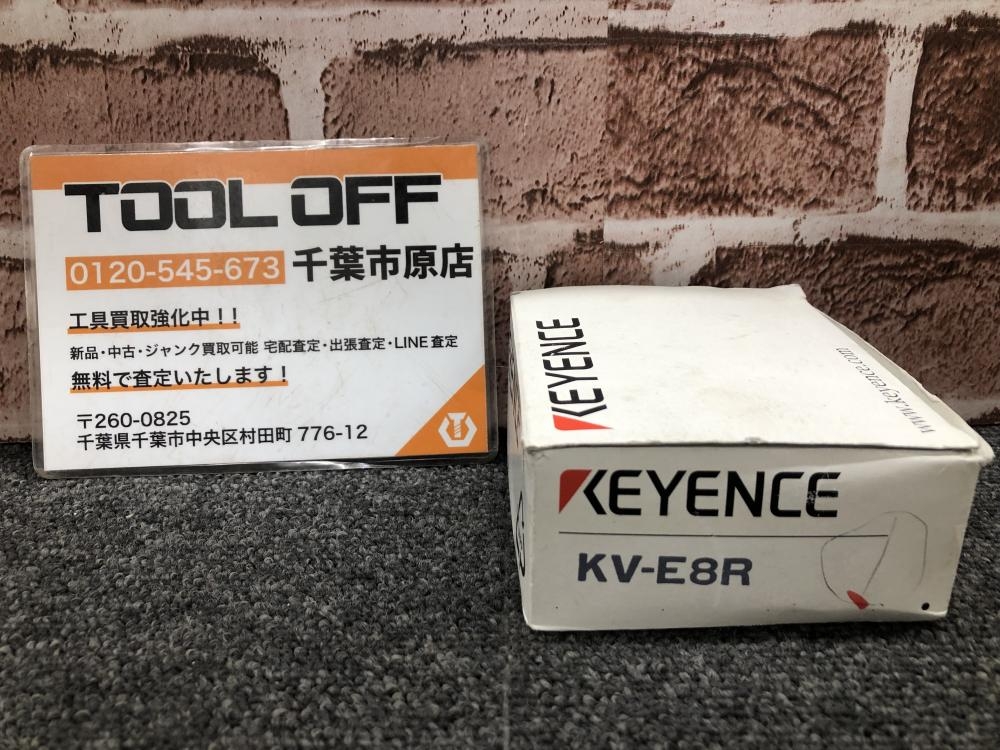 TOOL OFF
0120-545-673 千葉市原店
工具買取強化中!!
新品・中古・ジャンク買取可能 宅配査定・出張査定・LINE査定
無料で査定いたします!
〒260-0825
千葉県千葉市中央区村田町 776-12
KEYENCE
www.keyence.com
KEYENCE
KV-E8R